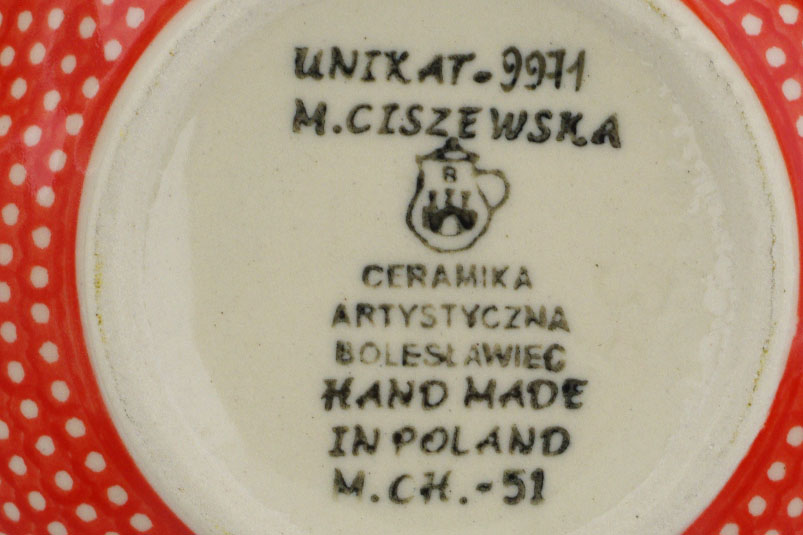 UNIKAT-9971
M.CISZEWSKA
R
CERAMIKA
ARTYSTYCZNA
BOLESŁAWIEC
HAND MADE
IN POLAND
M.CH.-51